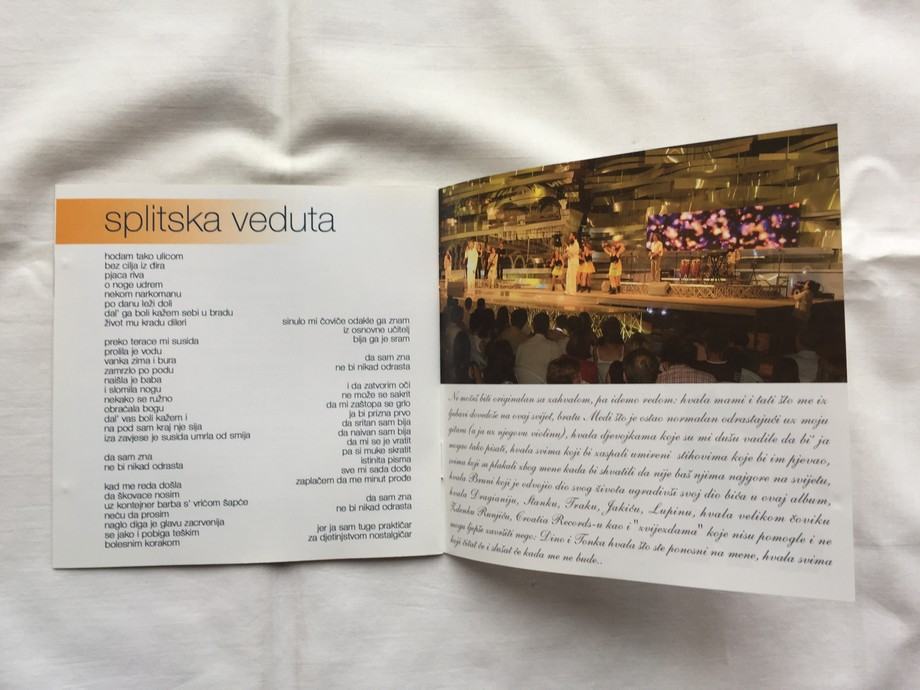 splitska veduta
hodam tako ulicom
bez cilja iz đira
pjaca riva
o noge udrem
nekom narkomanu
po danu leži doli
dal' ga boli kažem sebi u bradu
život mu kradu dileri
preko terace mi susida
prolila je vodu
vanka zima i bura
zamrzlo po podu
naišla je baba
i slomila nogu
nekako se ružno
obraćala bogu
dal' vas boli kažem i
na pod sam kraj nje sija
iza zavjese je susida umrla od smija
da sam zna
ne bi nikad odrasta
kad me reda došla
da škovace nosim
uz kontejner barba s' vrićom šapće
neću da prosim
naglo diga je glavu zacrvenija
se jako i pobiga teškim
bolesnim korakom
sinulo mi čoviče odakle ga znam
iz osnovne učitelj
bija ga je sram
da sam zna
ne bi nikad odrasta
i da zatvorim oči
ne može se sakrit
da mi zaštopa se grlo
ja bi prizna prvo
da sritan sam bija
da naivan sam bija
da mi se je vratit
pa si muke skratit
istinita pisma
sve mi sada dođe
zaplačem da me minut prođe
da sam zna
ne bi nikad odrasta
jer ja sam tuge praktičar
za djetinjstvom nostalgičar
Ne možeš biti originalan sa zahvalom, pa idemo redom: hvala mami i tati što me iz
ljubavi dovedoše na ovaj svijet, bratu Medi što je ostao normalan odrastajući uz moju
gitaru (a ja uz njegovu violinu), hvala djevojkama koje su mi dušu vadile da bi' ja
mogao tako pisati, hvala svima koji bi zaspali umireni stihovima koje bi im pjevao,
svima koji su plakali zbog mene kada bi shvatili da nije baš njima najgore na svijetu,
hvala Bruni koji je odvojio dio svog života ugradivši svoj dio bića u ovaj album,
hvala Dragianiju, Stanku, Traku, Jakiću, Lupinu, hvala velikom čoviku
Zdenku Runjiću, Croatia Records-u kao i "zvijezdama" koje nisu pomogle i ne
mogu ljepše završiti nego: Dino i Tonka hvala što ste ponosni na mene, hvala svima
koji čitat će i slušat će kada me ne bude..